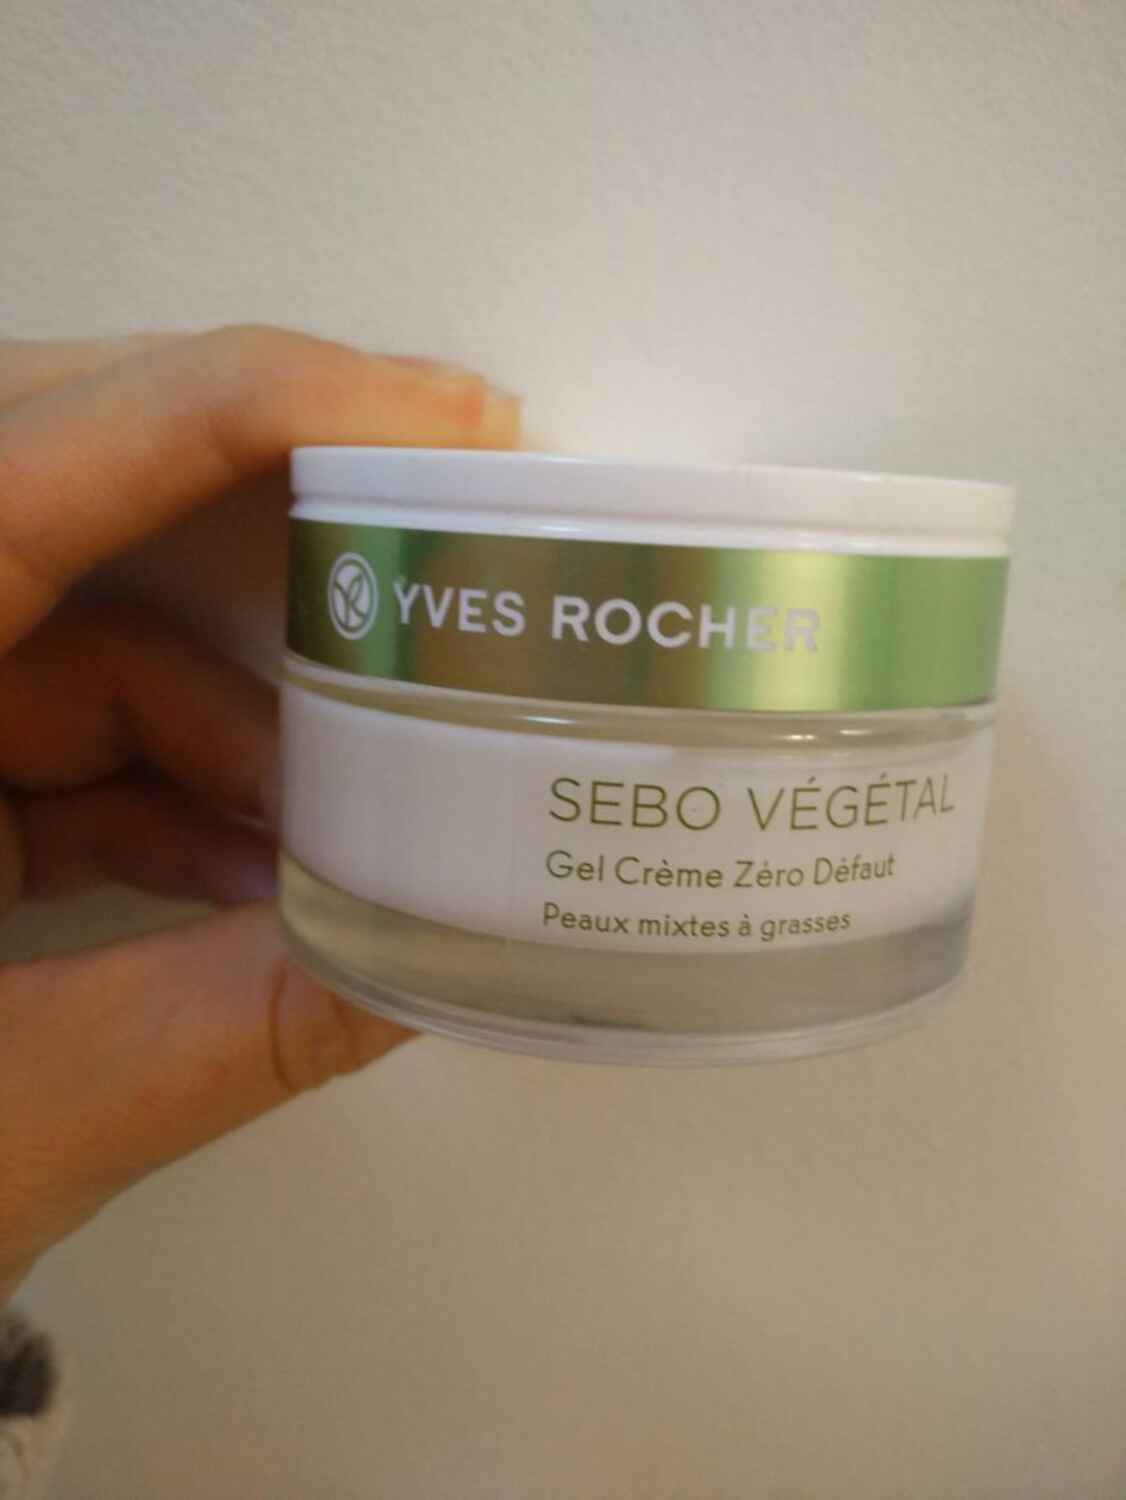 YVES ROCHER
SEBO VÉGÉTAL
Gel Crème Zéro Défaut
Peaux mixtes à grasses